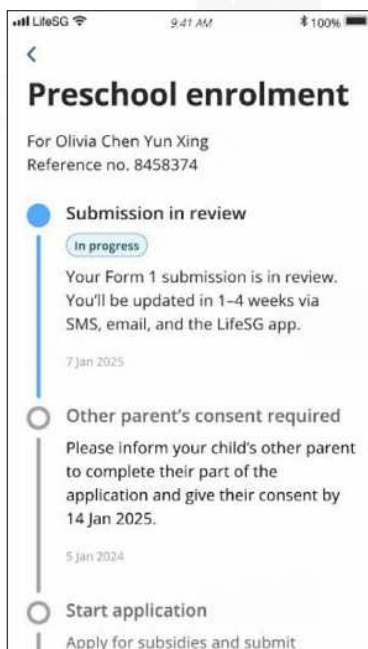 LifeSG 9:41 AM 100%
Preschool enrolment
For Olivia Chen Yun Xing
Reference no. 8458374
Submission in review
In progress
Your Form 1 submission is in review.
You'll be updated in 1–4 weeks via
SMS, email, and the LifeSG app.
7 Jan 2025
Other parent's consent required
Please inform your child's other parent
to complete their part of the
application and give their consent by
14 Jan 2025.
5 Jan 2024
Start application
Apply for subsidies and submit